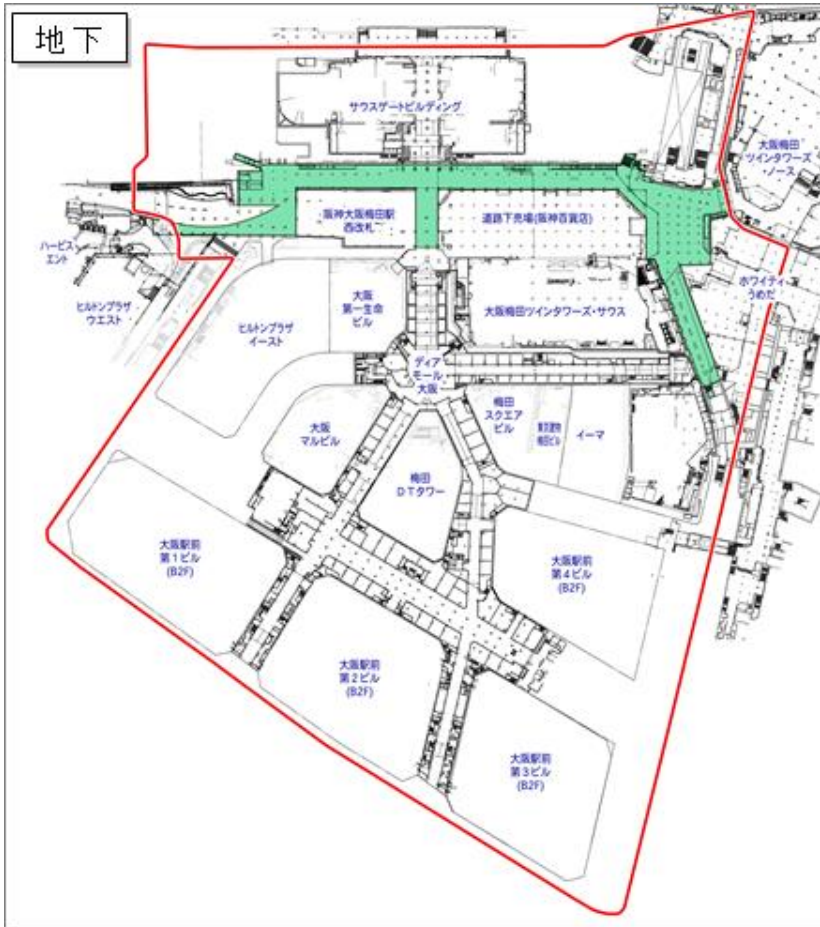 地下
サウスゲートビルディング
大阪梅田
ツインタワーズ・
ノース
阪神大阪梅田駅
西改札
道路下売場(阪神百貨店)
ハービス
エント
ヒルトンプラザ
ウエスト
ホワイティ
うめだ
大阪
第一生命
ビル
ヒルトンプラザ
イースト
大阪梅田ツインタワーズ・サウス
ディア
モール
大阪
大阪
マルビル
梅田
スクエア
ビル
イーマ
梅田
DTタワー
大阪駅前
第1ビル
(B2F)
大阪駅前
第4ビル
(B2F)
大阪駅前
第2ビル
(B2F)
大阪駅前
第3ビル
(B2F)